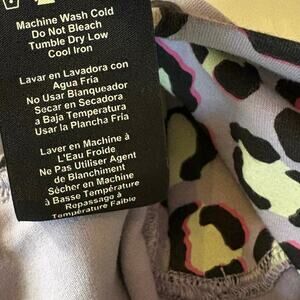 Machine Wash Cold
Do Not Bleach
Tumble Dry Low
Cool Iron
Lavar en Lavadora con
Agua Fria
No Usar Blanqueador
Secar en Secadora
a Baja Temperatura
Usar la Plancha Fria
Laver en Machine à
L'Eau Froide
Ne Pas Utiliser Agent
de Blanchiment
Sécher en Machine
à Basse Température
Repassage à
Température Faible